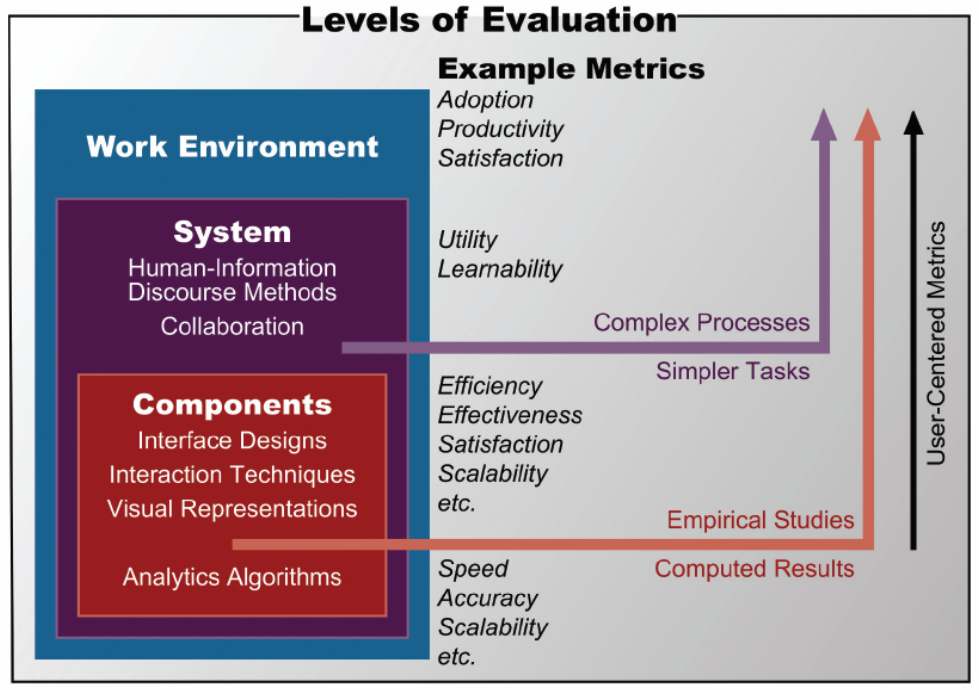 Levels of Evaluation
Example Metrics
Adoption
Productivity
Satisfaction
Work Environment
System
Human-Information
Discourse Methods
Collaboration
Utility
Learnability
Complex Processes
Simpler Tasks
Components
Interface Designs
Interaction Techniques
Visual Representations
Analytics Algorithms
Efficiency
Effectiveness
Satisfaction
Scalability
etc.
Empirical Studies
Computed Results
Speed
Accuracy
Scalability
etc.
User-Centered Metrics